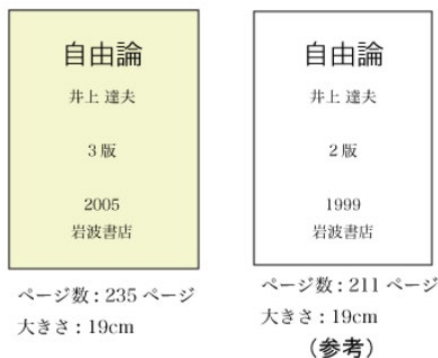 自由論
井上 達夫
3 版
2005
岩波書店
ページ数 : 235 ページ
大きさ : 19cm
自由論
井上 達夫
2 版
1999
岩波書店
ページ数 : 211 ページ
大きさ : 19cm
(参考)